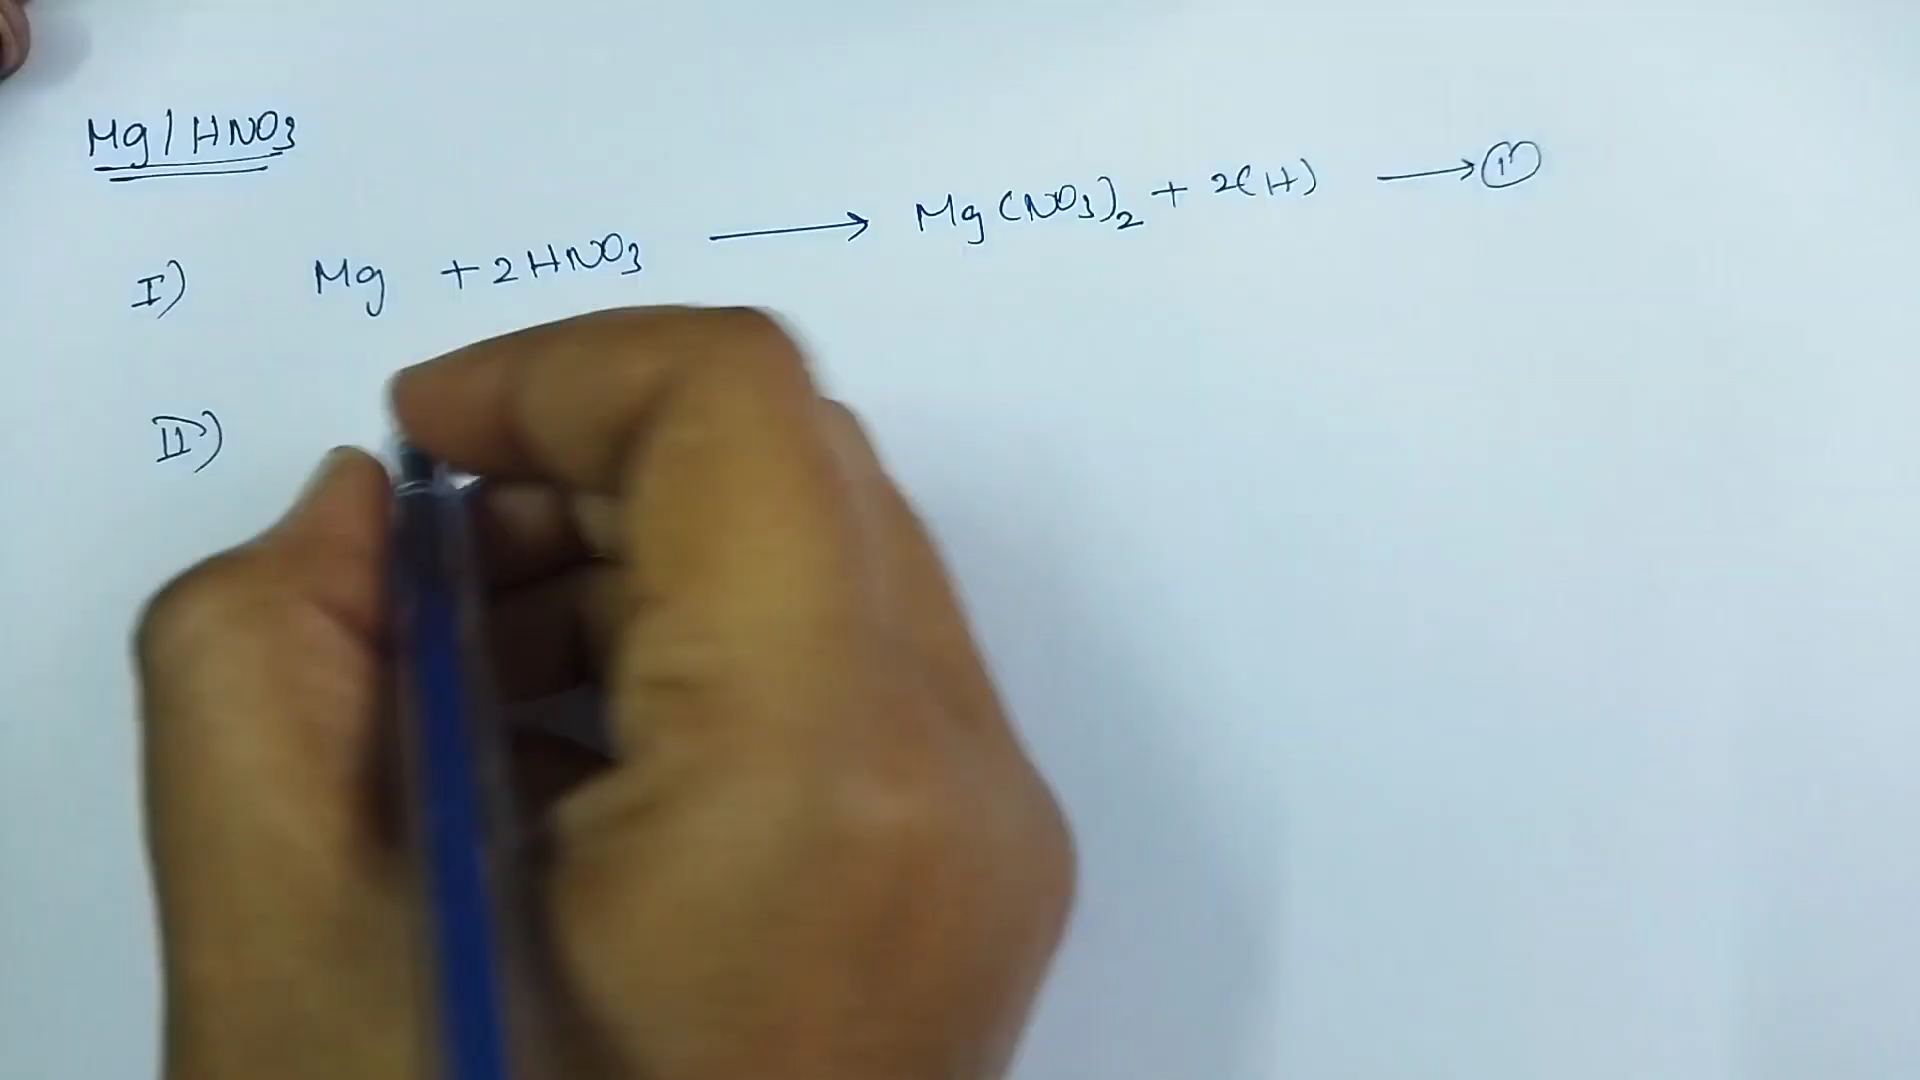 Mg/HNO3
I) Mg + 2HNO3 ⟶ Mg(NO3)2 + 2(H) ⟶ ①
II)